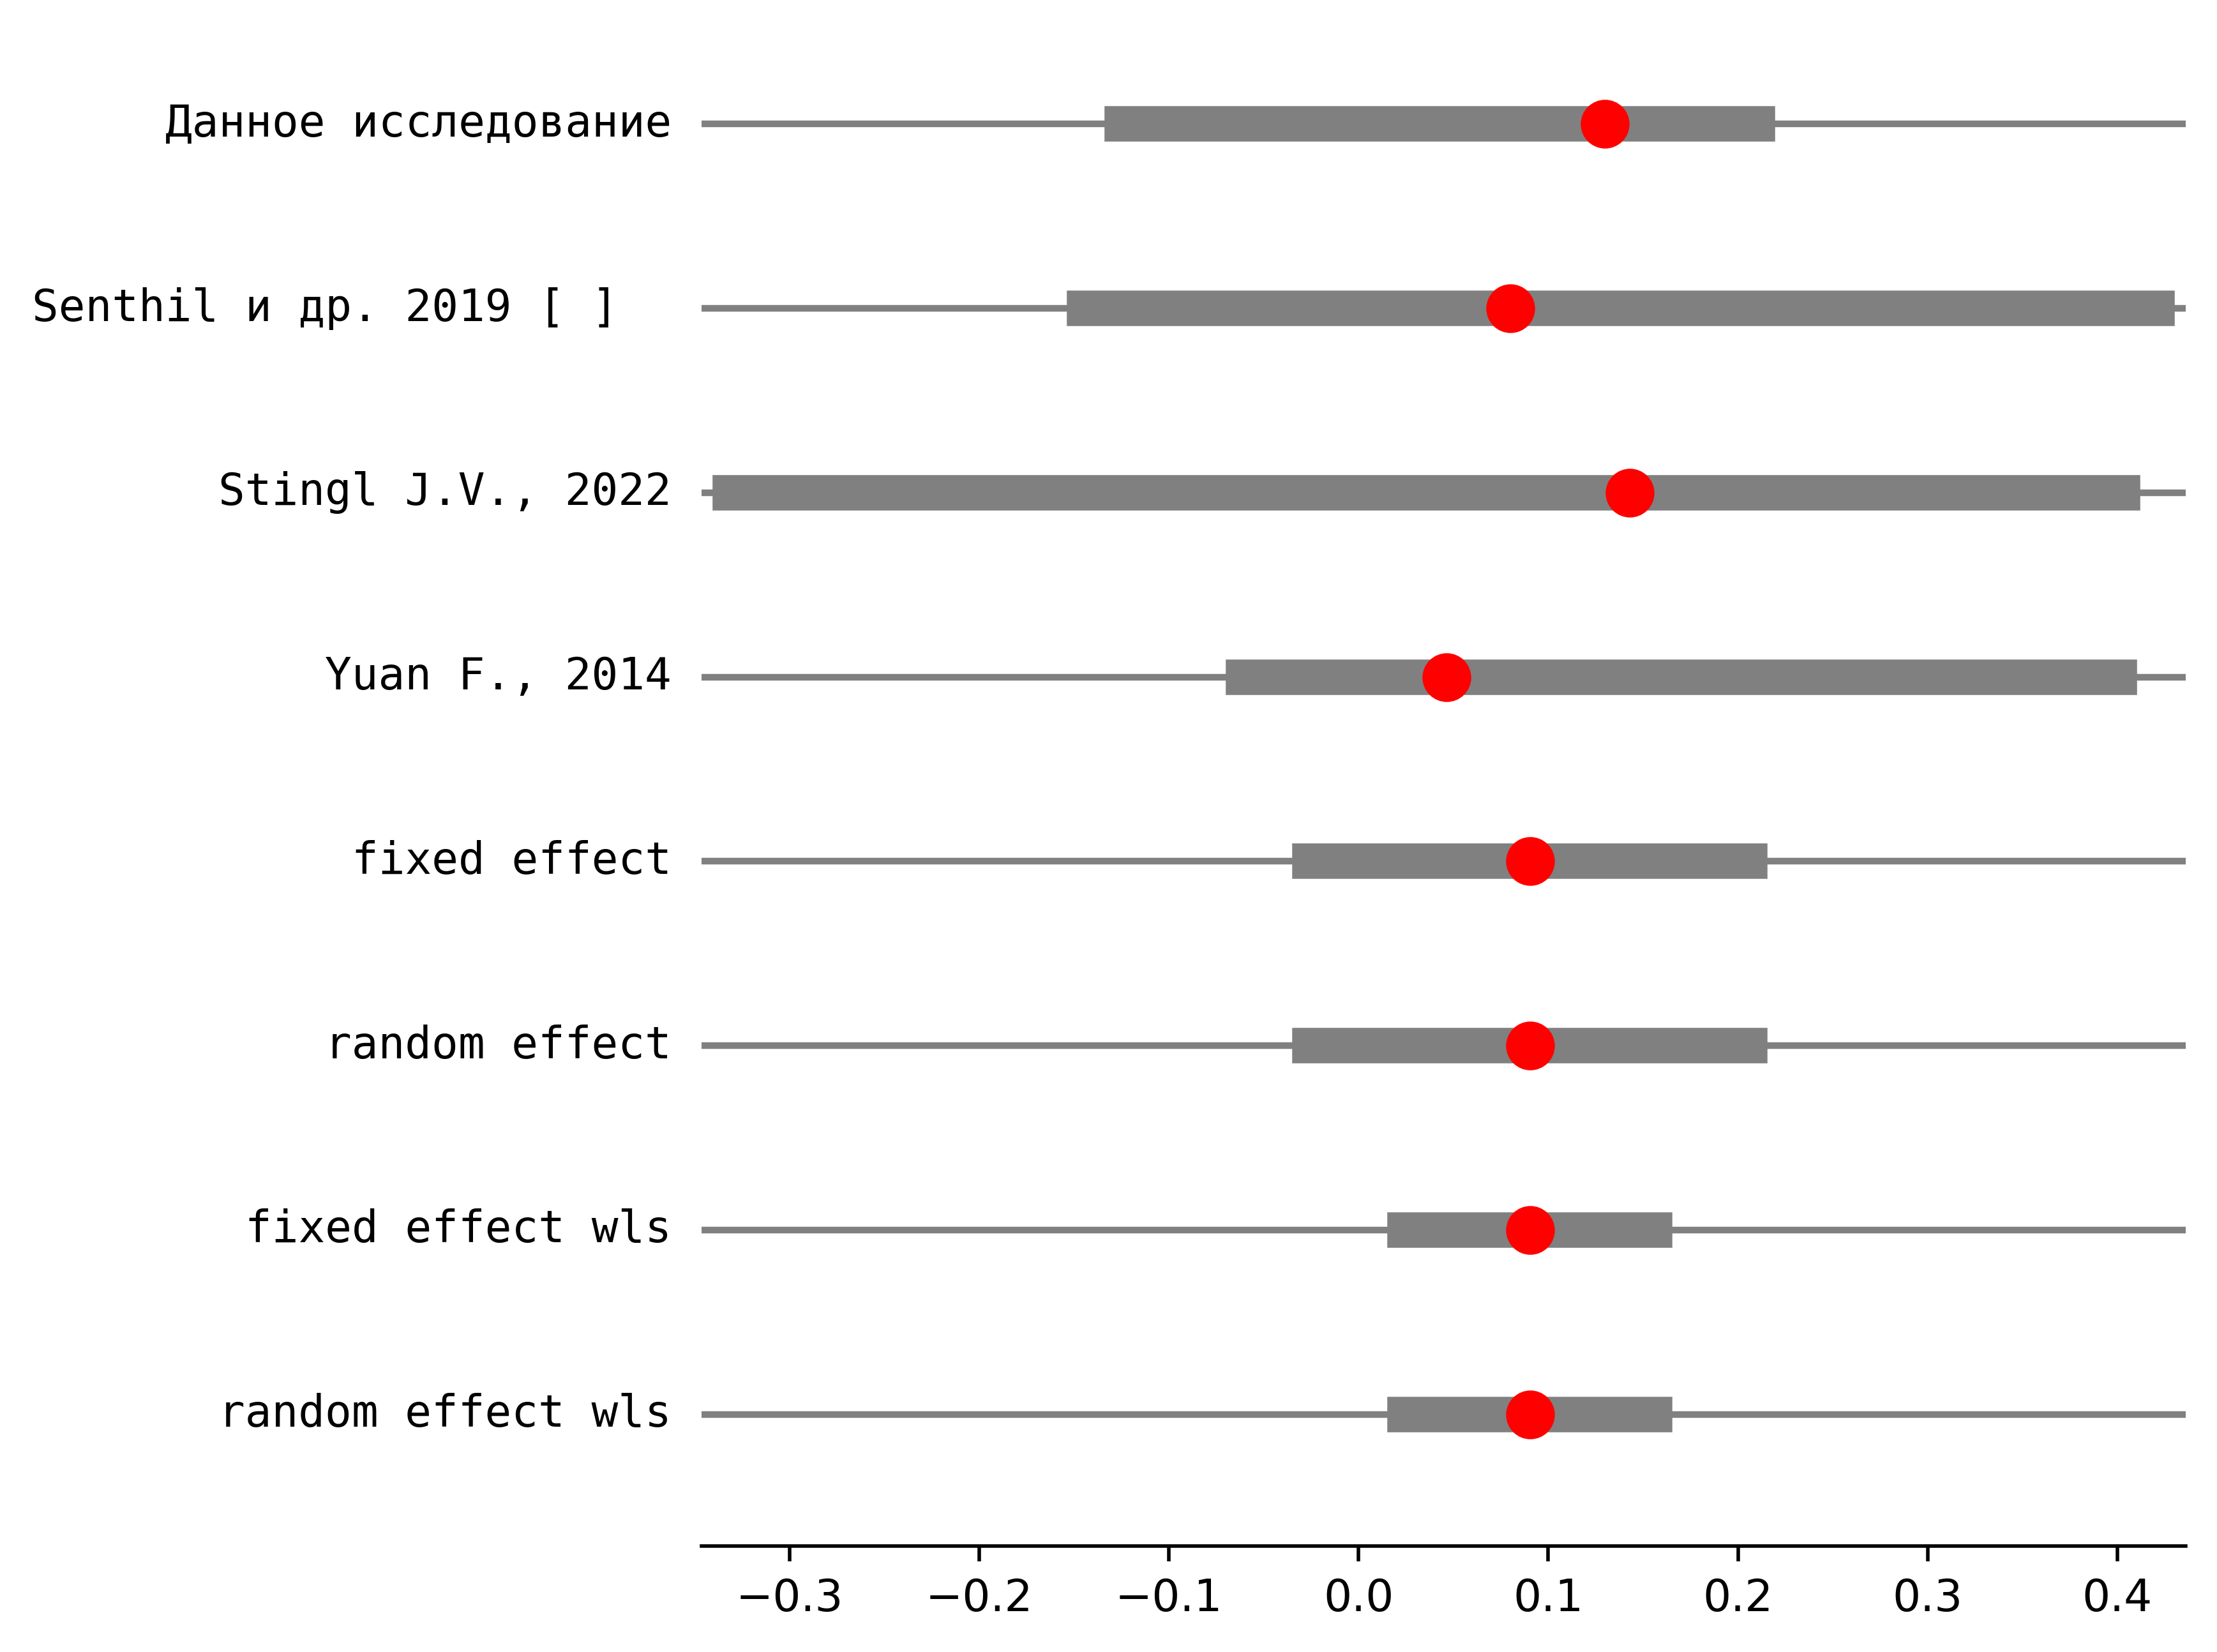 Данное исследование
Senthil и др. 2019 [ ]
Stingl J.V., 2022
Yuan F., 2014
fixed effect
random effect
fixed effect wls
random effect wls
−0.3 −0.2 −0.1 0.0 0.1 0.2 0.3 0.4